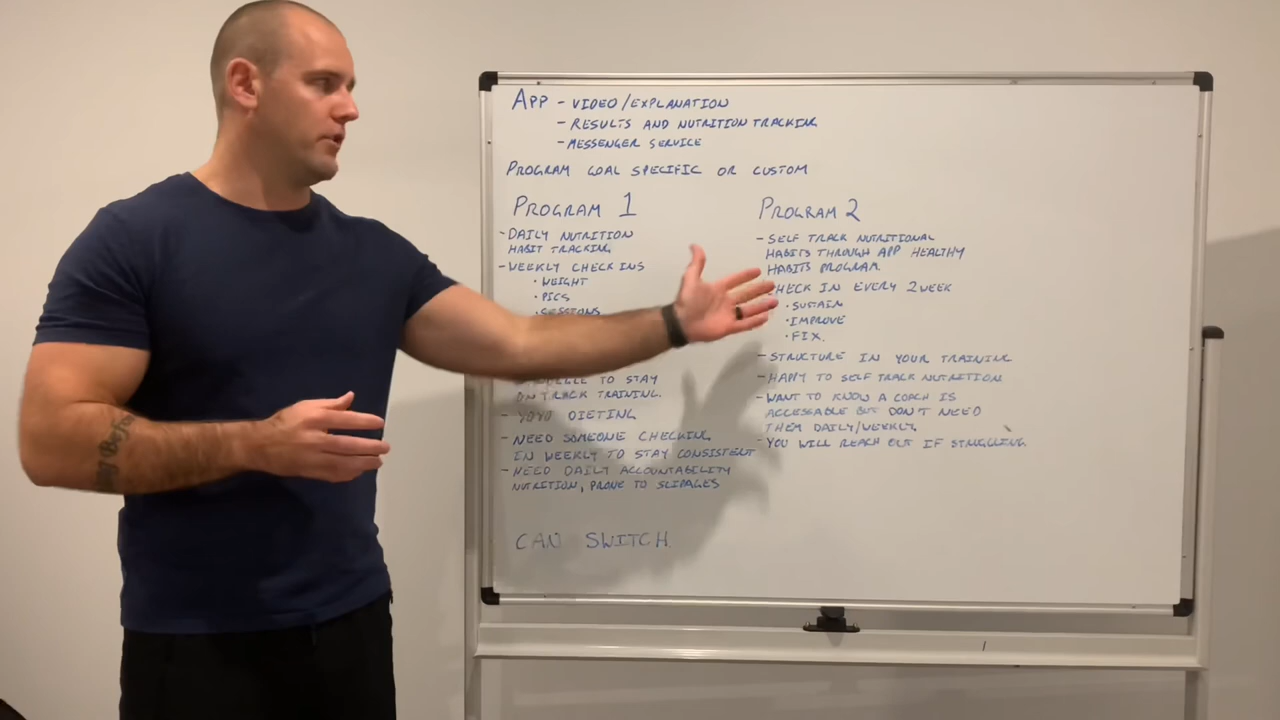 APP - VIDEO/EXPLANATION
- RESULTS AND NUTRITION TRACKING
- MESSENGER SERVICE
PROGRAM GOAL SPECIFIC OR CUSTOM
PROGRAM 1
- DAILY NUTRITION
HABIT TRACKING
- WEEKLY CHECK INS
• WEIGHT
• PICS
• SESSIONS
TO STAY
ON TRACK TRAINING.
- YOYO DIETING
- NEED SOMEONE CHECKING
IN WEEKLY TO STAY CONSISTENT
- NEED DAILY ACCOUNTABILITY
NUTRITION, PRONE TO SLIPAGES
CAN SWITCH
PROGRAM 2
- SELF TRACK NUTRITIONAL
HABITS THROUGH APP HEALTHY
HABITS PROGRAM.
CHECK IN EVERY 2 WEEK
• SUSTAIN
• IMPROVE
• FIX.
- STRUCTURE IN YOUR TRAINING
- HAPPY TO SELF TRACK NUTRITION
- WANT TO KNOW A COACH IS
ACCESSABLE BUT DON'T NEED
THEM DAILY/WEEKLY
- YOU WILL REACH OUT IF STRUGLLING